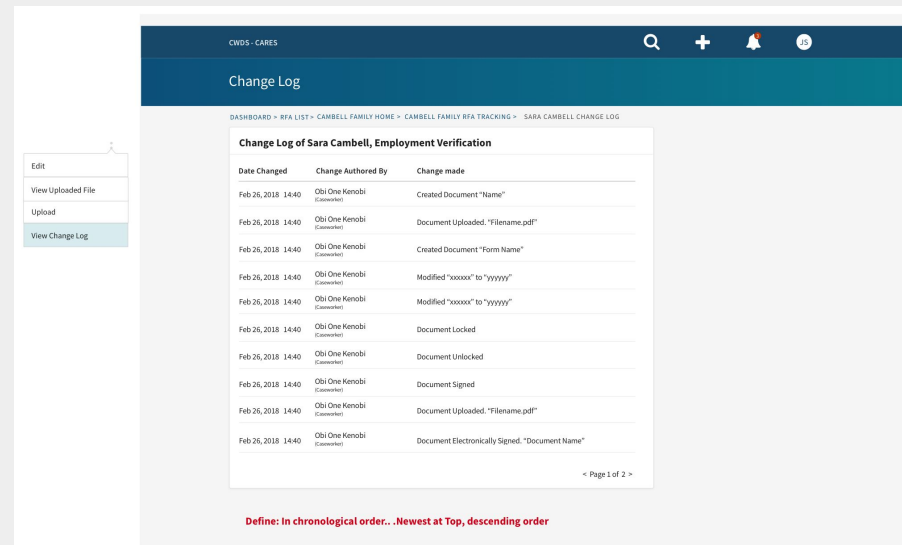 CWDS - CARES
JS
Change Log
DASHBOARD > RFA LIST > CAMBELL FAMILY HOME > CAMBELL FAMILY RFA TRACKING > SARA CAMBELL CHANGE LOG
Edit
View Uploaded File
Upload
View Change Log
Change Log of Sara Cambell, Employment Verification
Date Changed Change Authored By Change made
Feb 26, 2018 14:40 Obi One Kenobi Created Document “Name”
(Caseworker)
Feb 26, 2018 14:40 Obi One Kenobi Document Uploaded. “Filename.pdf”
(Caseworker)
Feb 26, 2018 14:40 Obi One Kenobi Created Document “Form Name”
(Caseworker)
Feb 26, 2018 14:40 Obi One Kenobi Modified “xxxxxx” to “yyyyyy”
(Caseworker)
Feb 26, 2018 14:40 Obi One Kenobi Modified “xxxxxx” to “yyyyyy”
(Caseworker)
Feb 26, 2018 14:40 Obi One Kenobi Document Locked
(Caseworker)
Feb 26, 2018 14:40 Obi One Kenobi Document Unlocked
(Caseworker)
Feb 26, 2018 14:40 Obi One Kenobi Document Signed
(Caseworker)
Feb 26, 2018 14:40 Obi One Kenobi Document Uploaded. “Filename.pdf”
(Caseworker)
Feb 26, 2018 14:40 Obi One Kenobi Document Electronically Signed. “Document Name”
(Caseworker)
< Page 1 of 2 >
Define: In chronological order.. .Newest at Top, descending order